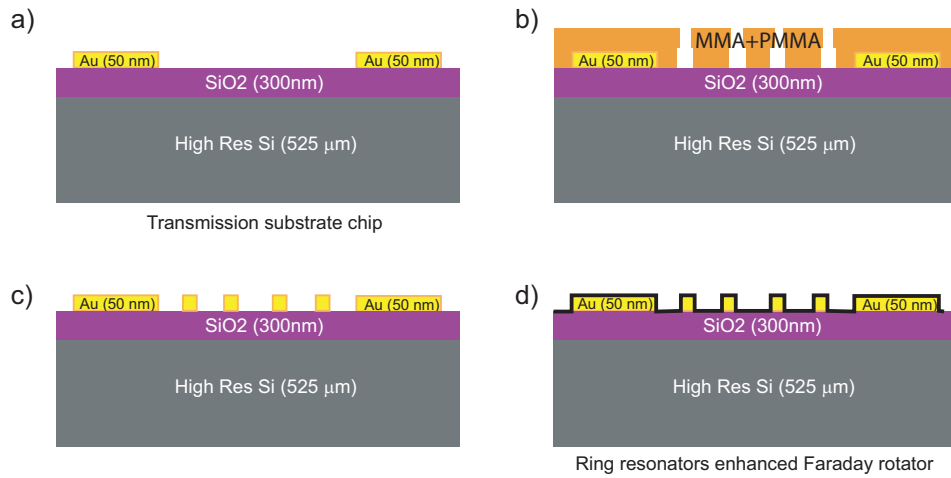 a)
Au (50 nm)
Au (50 nm)
SiO2 (300nm)
High Res Si (525 μm)
Transmission substrate chip
b)
MMA+PMMA
Au (50 nm)
Au (50 nm)
SiO2 (300nm)
High Res Si (525 μm)
c)
Au (50 nm)
Au (50 nm)
SiO2 (300nm)
High Res Si (525 μm)
d)
Au (50 nm)
Au (50 nm)
SiO2 (300nm)
High Res Si (525 μm)
Ring resonators enhanced Faraday rotator